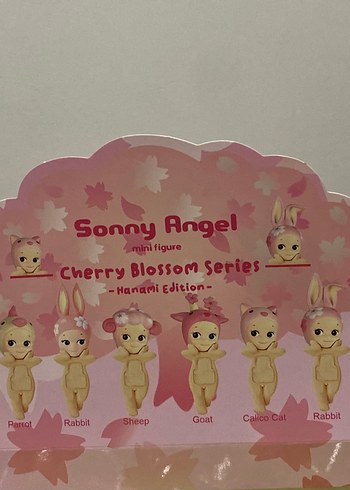 Sonny Angel
mini figure
Cherry Blossom Series
-Hanami Edition-
Parrot Rabbit Sheep Goat Calico Cat Rabbit